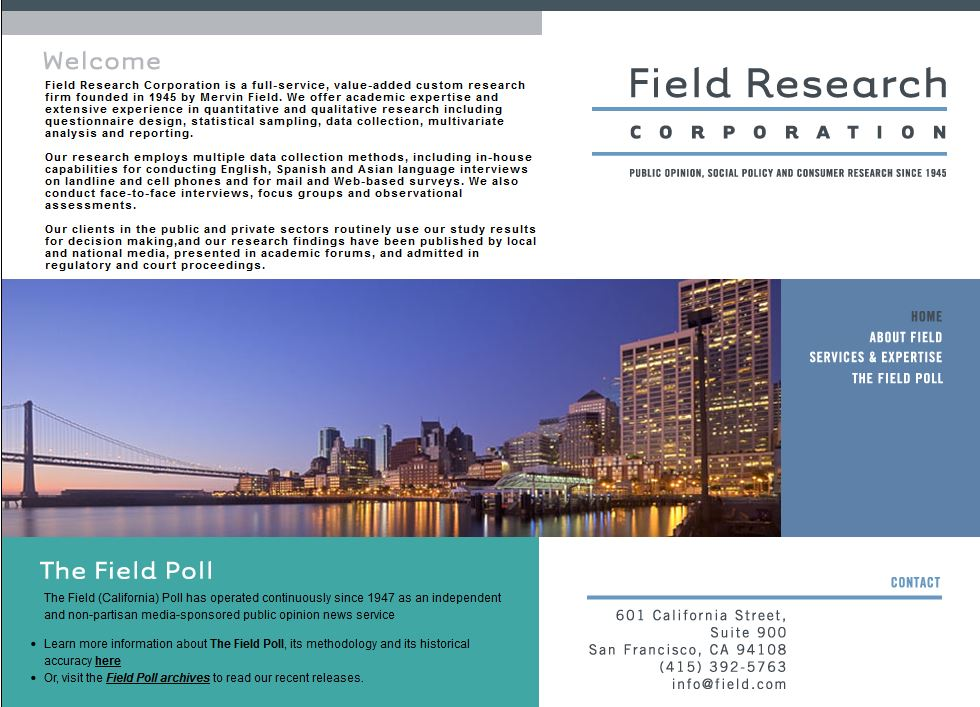 Welcome
Field Research Corporation is a full-service, value-added custom research
firm founded in 1945 by Mervin Field. We offer academic expertise and
extensive experience in quantitative and qualitative research including
questionnaire design, statistical sampling, data collection, multivariate
analysis and reporting.
Our research employs multiple data collection methods, including in-house
capabilities for conducting English, Spanish and Asian language interviews
on landline and cell phones and for mail and Web-based surveys. We also
conduct face-to-face interviews, focus groups and observational
assessments.
Our clients in the public and private sectors routinely use our study results
for decision making,and our research findings have been published by local
and national media, presented in academic forums, and admitted in
regulatory and court proceedings.
Field Research
CORPORATION
PUBLIC OPINION, SOCIAL POLICY AND CONSUMER RESEARCH SINCE 1945
HOME
ABOUT FIELD
SERVICES & EXPERTISE
THE FIELD POLL
The Field Poll
The Field (California) Poll has operated continuously since 1947 as an independent
and non-partisan media-sponsored public opinion news service
• Learn more information about The Field Poll, its methodology and its historical
accuracy here
• Or, visit the Field Poll archives to read our recent releases.
CONTACT
601 California Street,
Suite 900
San Francisco, CA 94108
(415) 392-5763
info@field.com